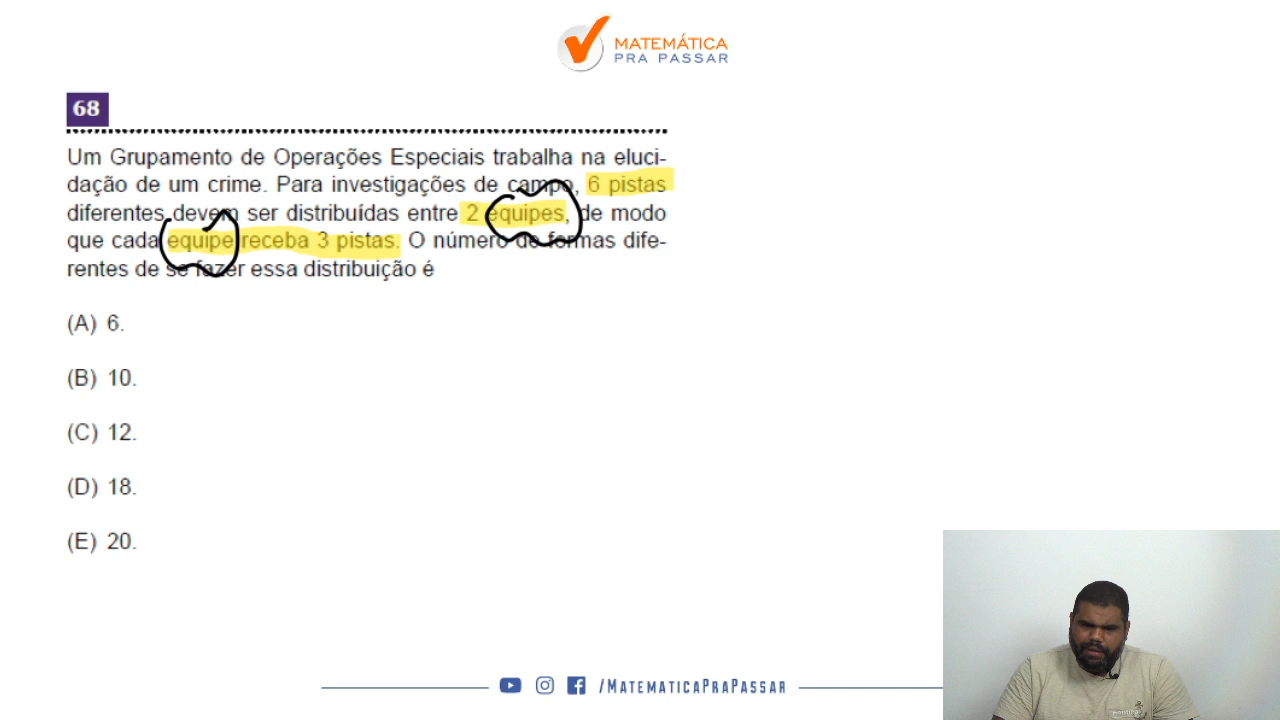 MATEMÁTICA
PRA PASSAR
68
Um Grupamento de Operações Especiais trabalha na eluci-
dação de um crime. Para investigações de campo, 6 pistas
diferentes devem ser distribuídas entre 2 equipes, de modo
que cada equipe receba 3 pistas. O número de formas dife-
rentes de se fazer essa distribuição é
(A) 6.
(B) 10.
(C) 12.
(D) 18.
(E) 20.
/MATEMATICAPRAPASSAR